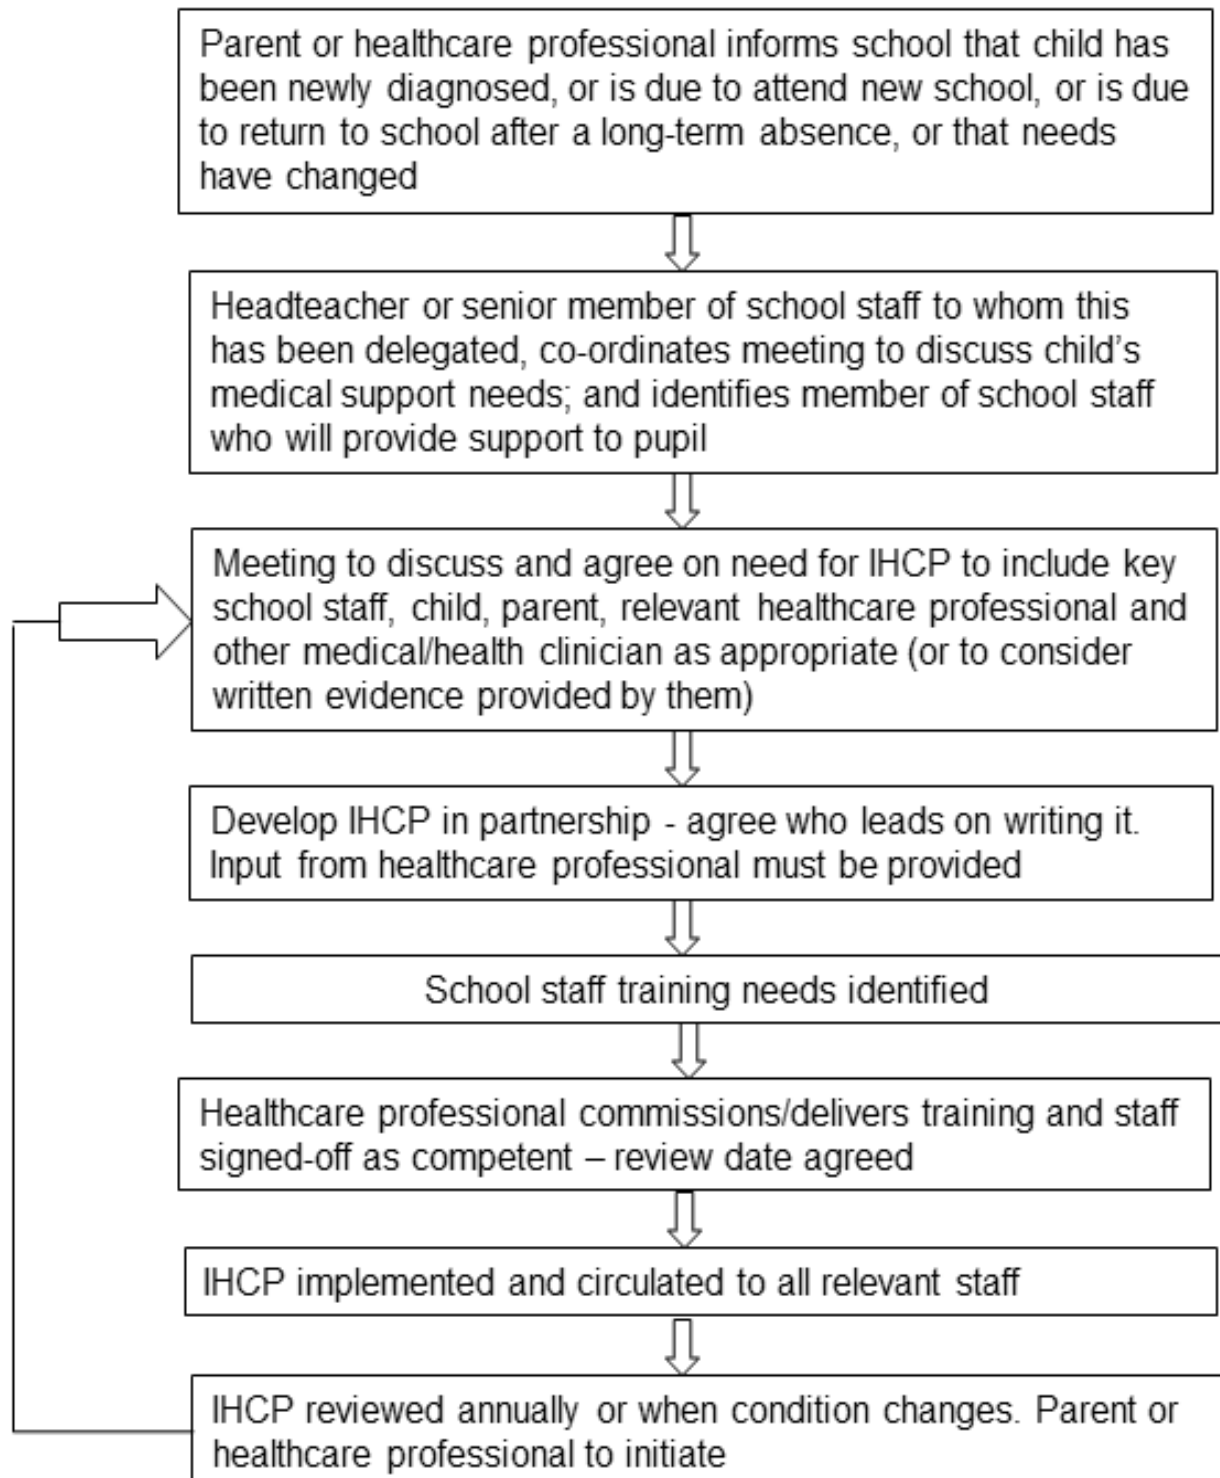 Parent or healthcare professional informs school that child has
been newly diagnosed, or is due to attend new school, or is due
to return to school after a long-term absence, or that needs
have changed
Headteacher or senior member of school staff to whom this
has been delegated, co-ordinates meeting to discuss child's
medical support needs; and identifies member of school staff
who will provide support to pupil
Meeting to discuss and agree on need for IHCP to include key
school staff, child, parent, relevant healthcare professional and
other medical/health clinician as appropriate (or to consider
written evidence provided by them)
Develop IHCP in partnership - agree who leads on writing it.
Input from healthcare professional must be provided
School staff training needs identified
Healthcare professional commissions/delivers training and staff
signed-off as competent – review date agreed
IHCP implemented and circulated to all relevant staff
IHCP reviewed annually or when condition changes. Parent or
healthcare professional to initiate